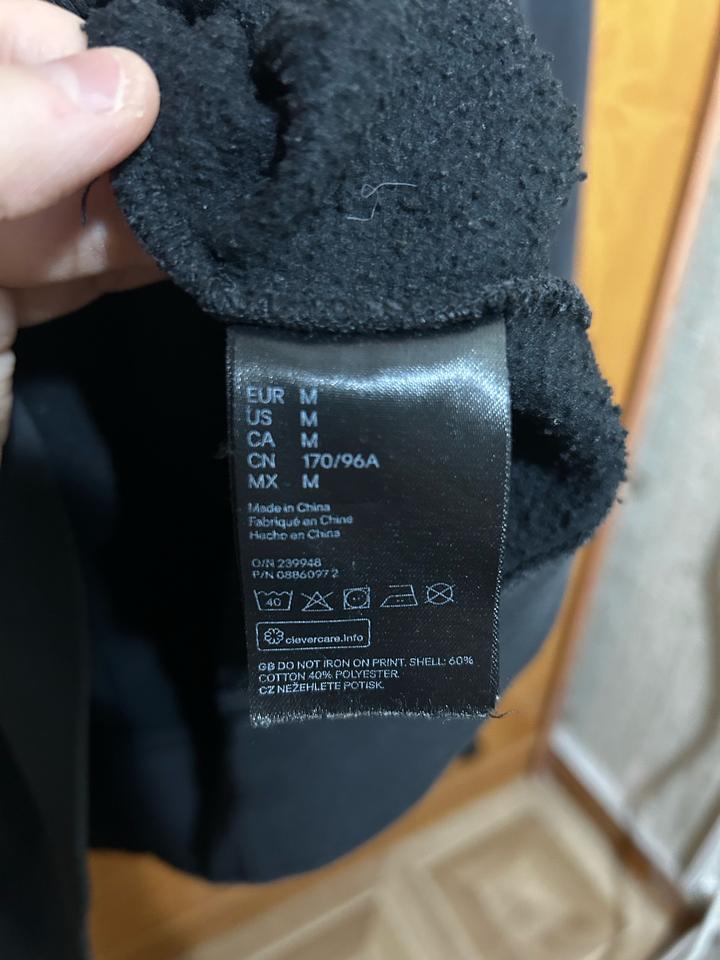 EUR M
US M
CA M
CN 170/96A
MX M
Made in China
Fabriqué en Chine
Hecho en China
O/N 239948
P/N 0886097 2
40
clevercare.info
GB DO NOT IRON ON PRINT. SHELL: 60%
COTTON 40% POLYESTER
CZ NEŽEHLETE POTISK.